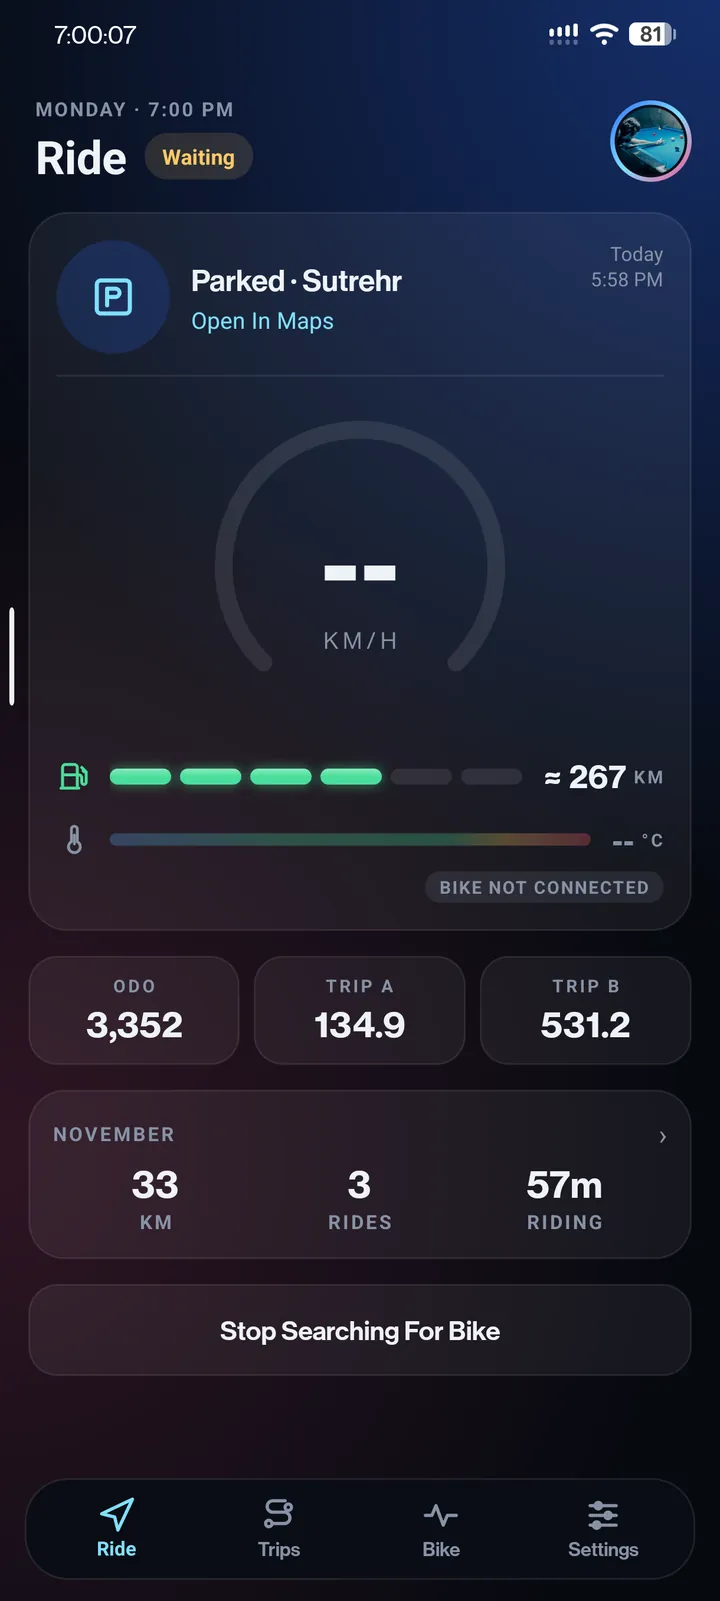 7:00:07
81
MONDAY · 7:00 PM
Ride
Waiting
P
Parked · Sutrehr
Open In Maps
Today
5:58 PM
--
KM/H
≈ 267 KM
-- °C
BIKE NOT CONNECTED
ODO
3,352
TRIP A
134.9
TRIP B
531.2
NOVEMBER
›
33
KM
3
RIDES
57m
RIDING
Stop Searching For Bike
Ride
Trips
Bike
Settings